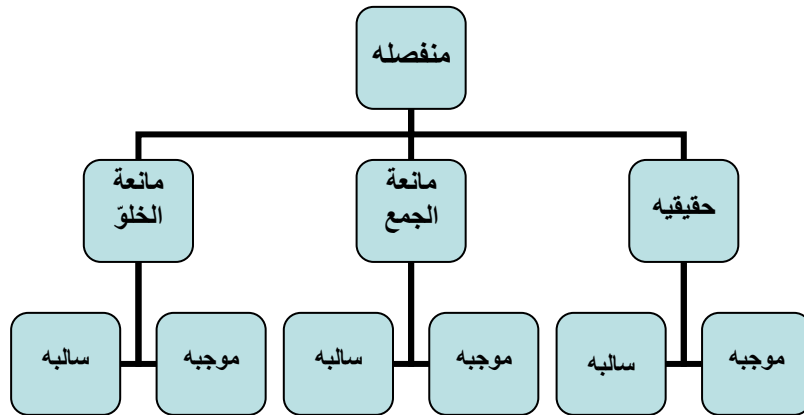 منفصله
حقيقيه
مانعة
الجمع
مانعة
الخلوّ
موجبه
سالبه
موجبه
سالبه
موجبه
سالبه